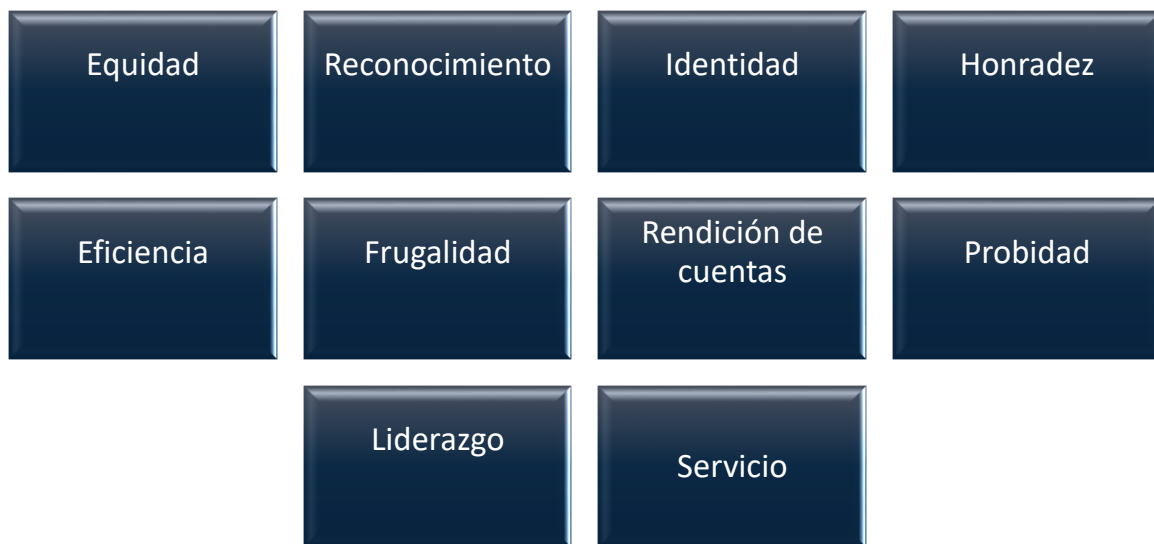 Equidad
Reconocimiento
Identidad
Honradez
Eficiencia
Frugalidad
Rendición de
cuentas
Probidad
Liderazgo
Servicio